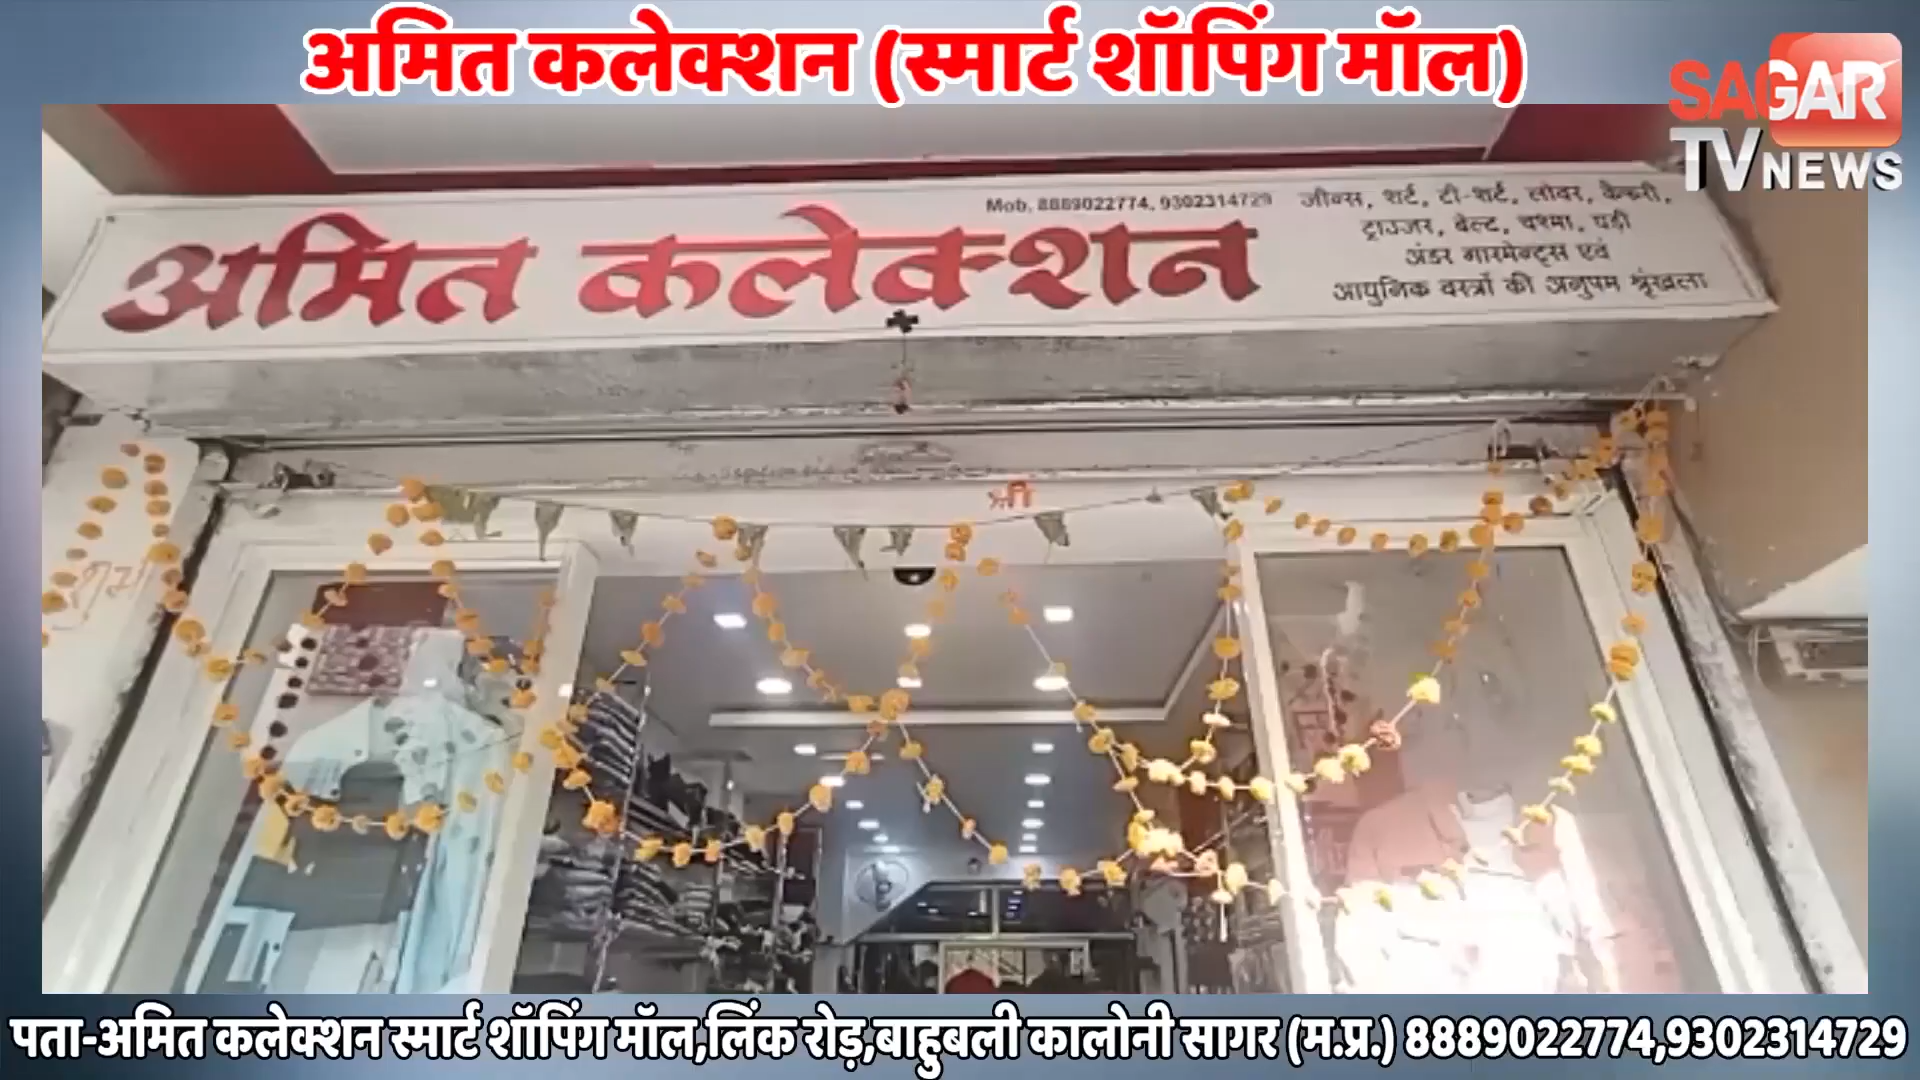 अमित कलेक्शन (स्मार्ट शॉपिंग मॉल)
SAGAR
TV NEWS
Mob. 8889022774, 9302314729
अमित कलेक्शन
जीन्स, शर्ट, टी-शर्ट, लोवर, कैप्री,
ट्राउजर, बेल्ट, चश्मा, घड़ी
अंडर गारमेन्ट्स एवं
आधुनिक वस्त्रों की अनुपम श्रृंखला
श्री
पता-अमित कलेक्शन स्मार्ट शॉपिंग मॉल,लिंक रोड़,बाहुबली कालोनी सागर (म.प्र.) 8889022774,9302314729